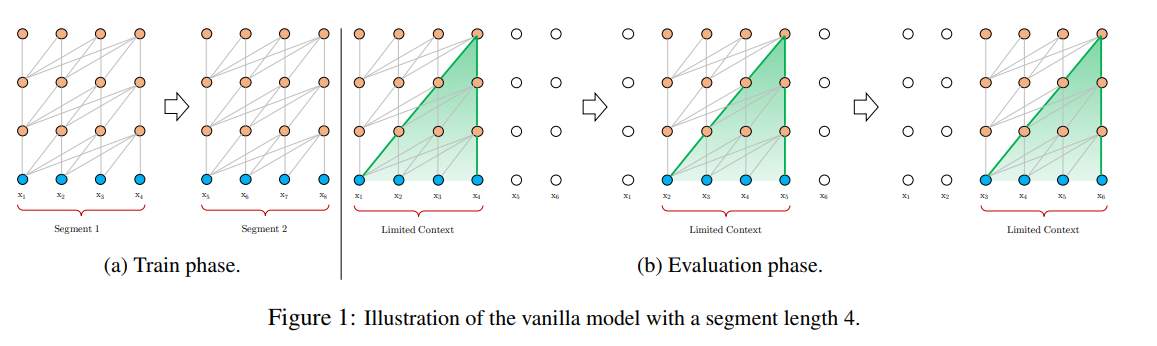 x₁ x₂ x₃ x₄
Segment 1
x₅ x₆ x₇ x₈
Segment 2
(a) Train phase.
x₁ x₂ x₃ x₄ x₅ x₆
Limited Context
x₁ x₂ x₃ x₄ x₅ x₆
Limited Context
x₁ x₂ x₃ x₄ x₅ x₆
Limited Context
(b) Evaluation phase.
Figure 1: Illustration of the vanilla model with a segment length 4.